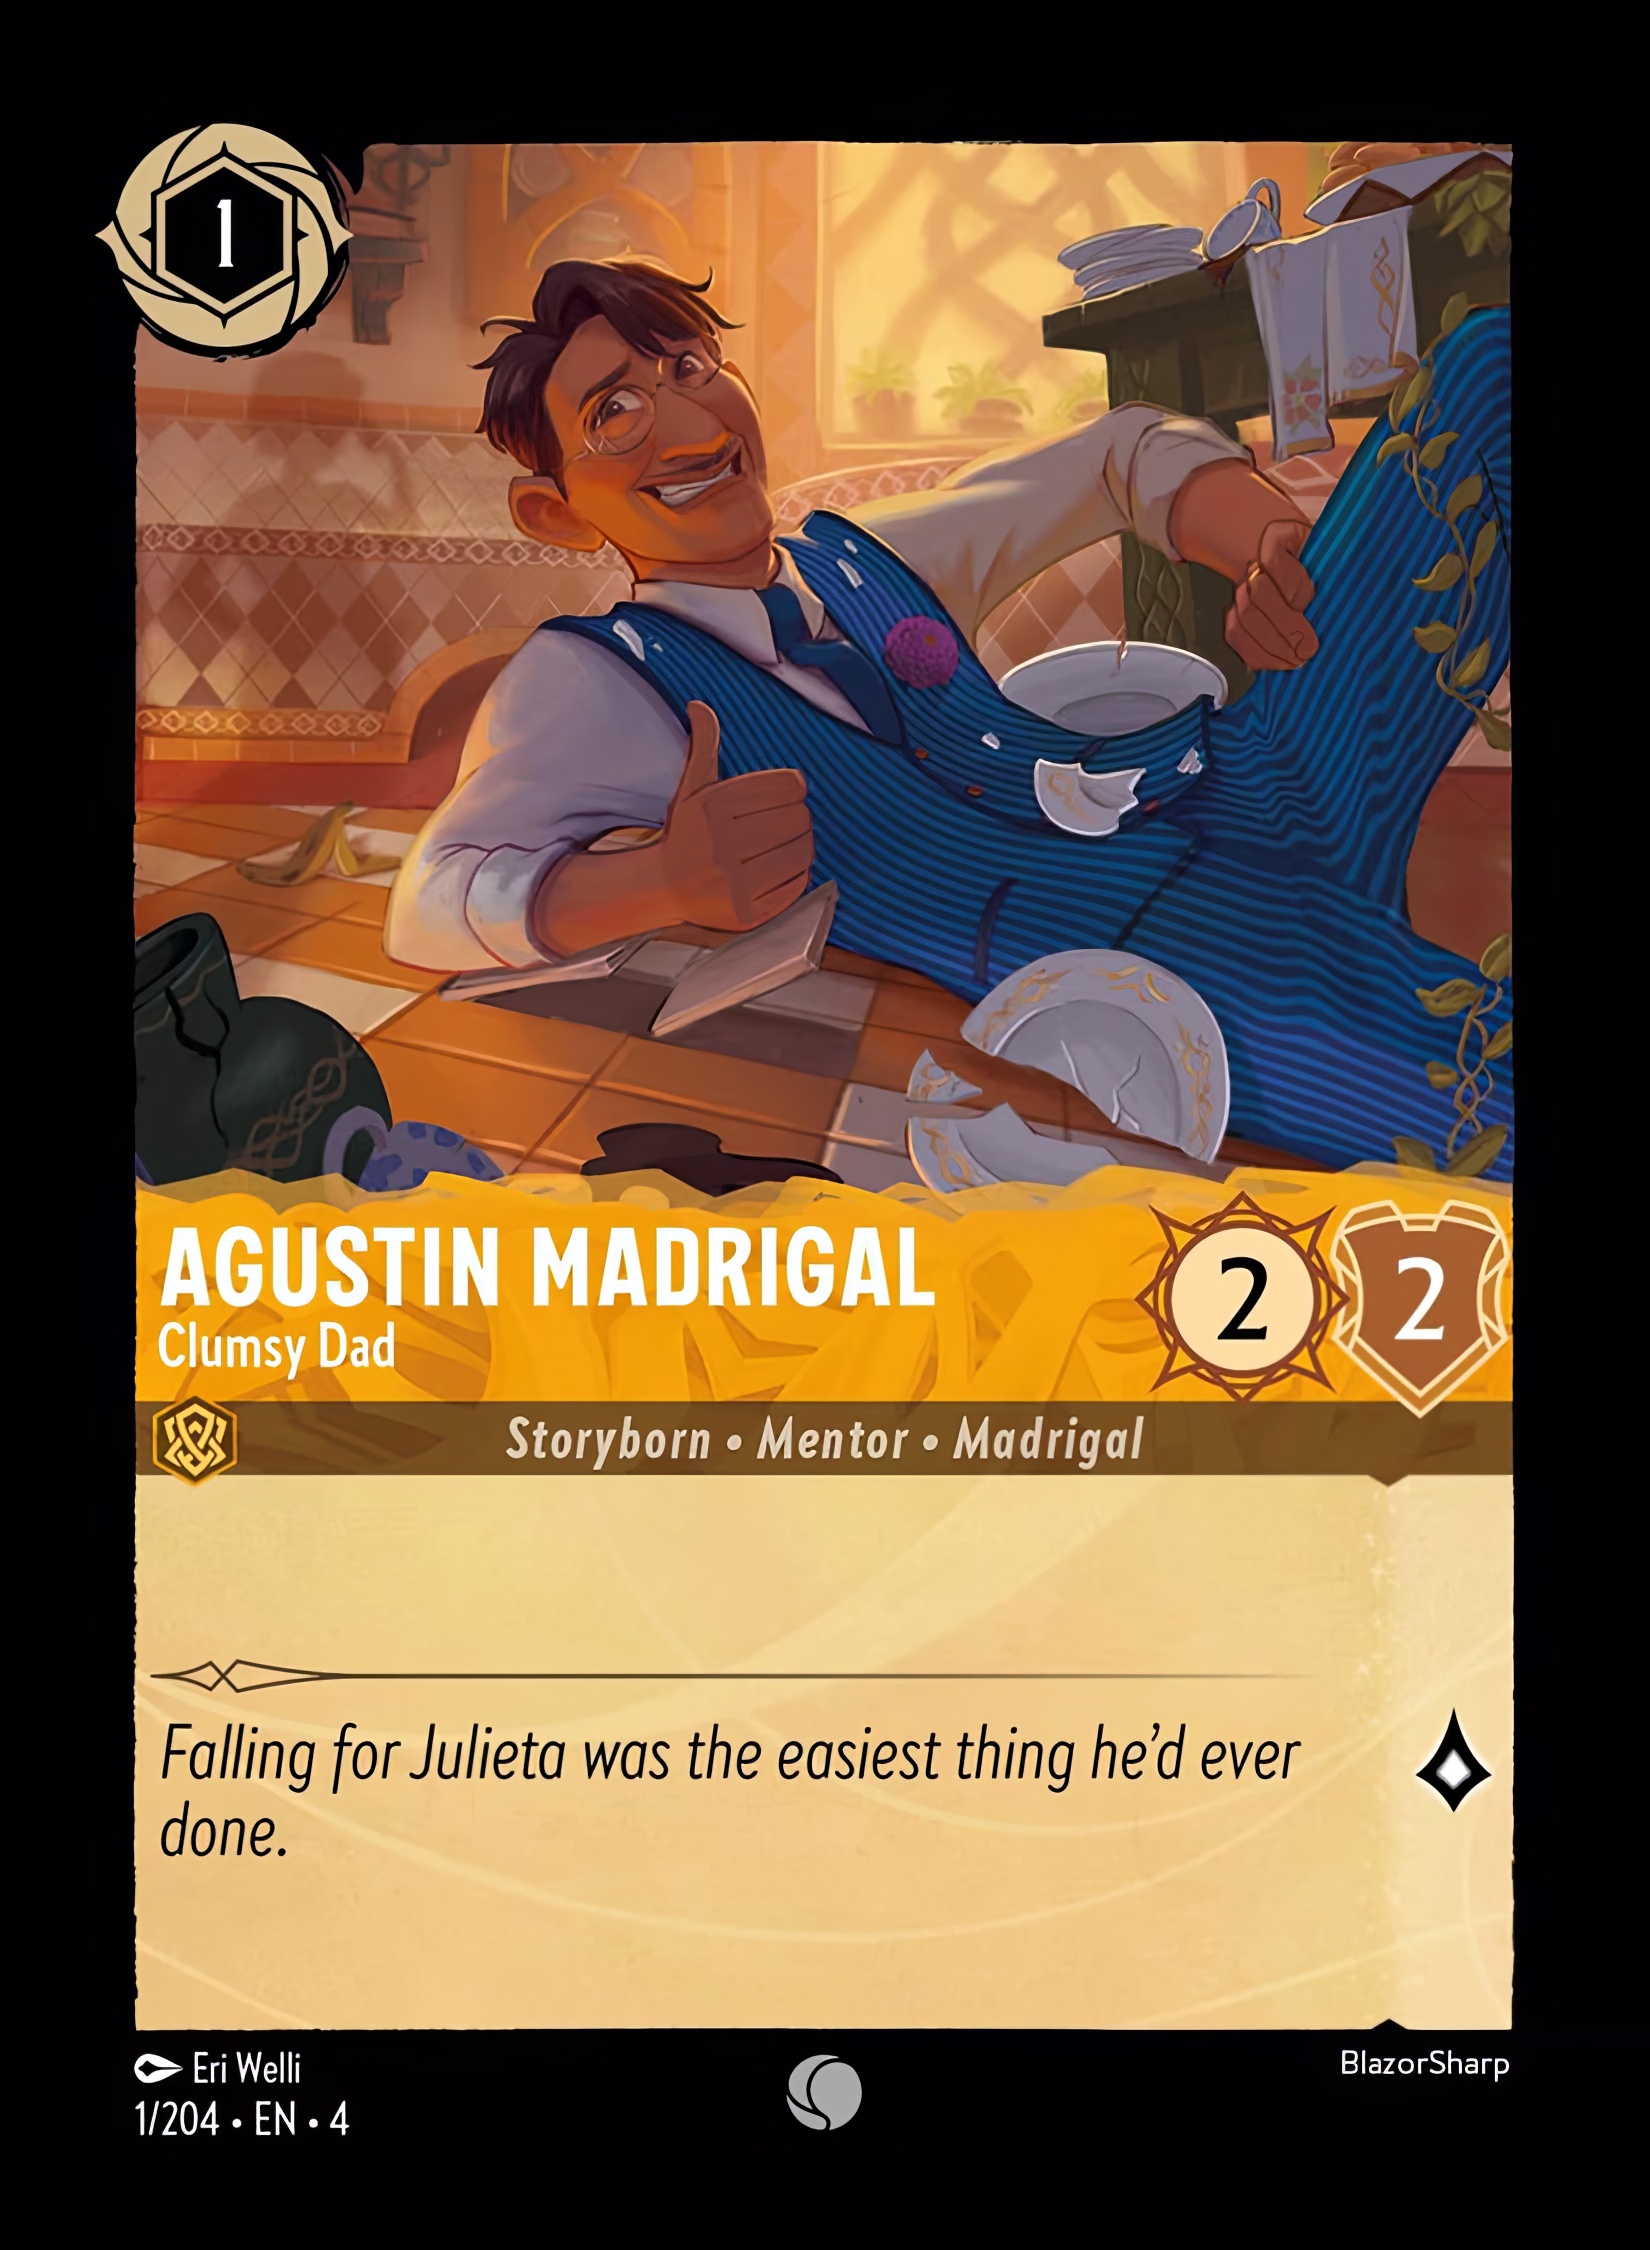 1
AGUSTIN MADRIGAL
Clumsy Dad
2
2
Storyborn • Mentor • Madrigal
Falling for Julieta was the easiest thing he’d ever
done.
Eri Welli
BlazorSharp
1/204 • EN • 4